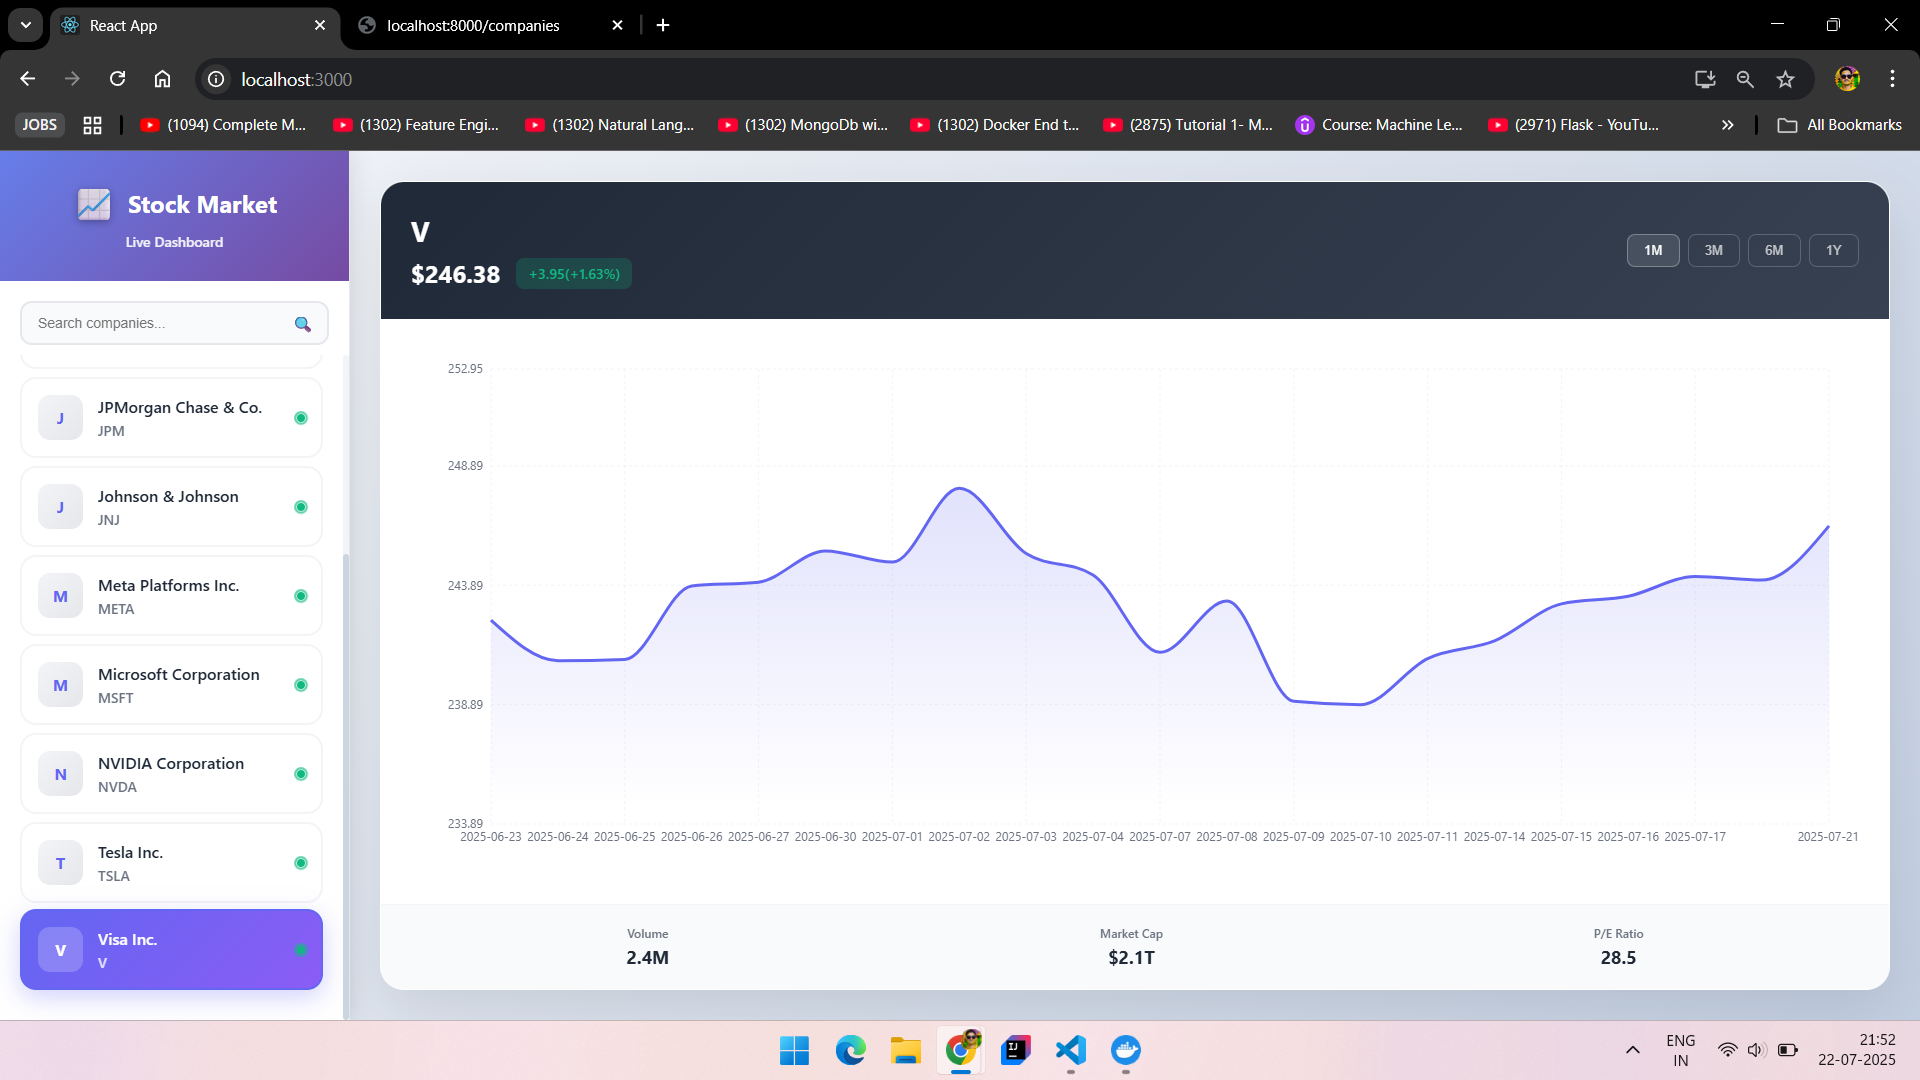 React App
localhost:8000/companies
localhost:3000
JOBS
(1094) Complete M...
(1302) Feature Engi...
(1302) Natural Lang...
(1302) MongoDb wi...
(1302) Docker End t...
(2875) Tutorial 1- M...
Course: Machine Le...
(2971) Flask - YouTu...
All Bookmarks
Stock Market
Live Dashboard
Search companies...
J
JPMorgan Chase & Co.
JPM
J
Johnson & Johnson
JNJ
M
Meta Platforms Inc.
META
M
Microsoft Corporation
MSFT
N
NVIDIA Corporation
NVDA
T
Tesla Inc.
TSLA
V
Visa Inc.
V
V
$246.38
+3.95(+1.63%)
1M
3M
6M
1Y
252.95
248.89
243.89
238.89
233.89
2025-06-23
2025-06-24
2025-06-25
2025-06-26
2025-06-27
2025-06-30
2025-07-01
2025-07-02
2025-07-03
2025-07-04
2025-07-07
2025-07-08
2025-07-09
2025-07-10
2025-07-11
2025-07-14
2025-07-15
2025-07-16
2025-07-17
2025-07-21
Volume
2.4M
Market Cap
$2.1T
P/E Ratio
28.5
IJ
ENG
IN
21:52
22-07-2025